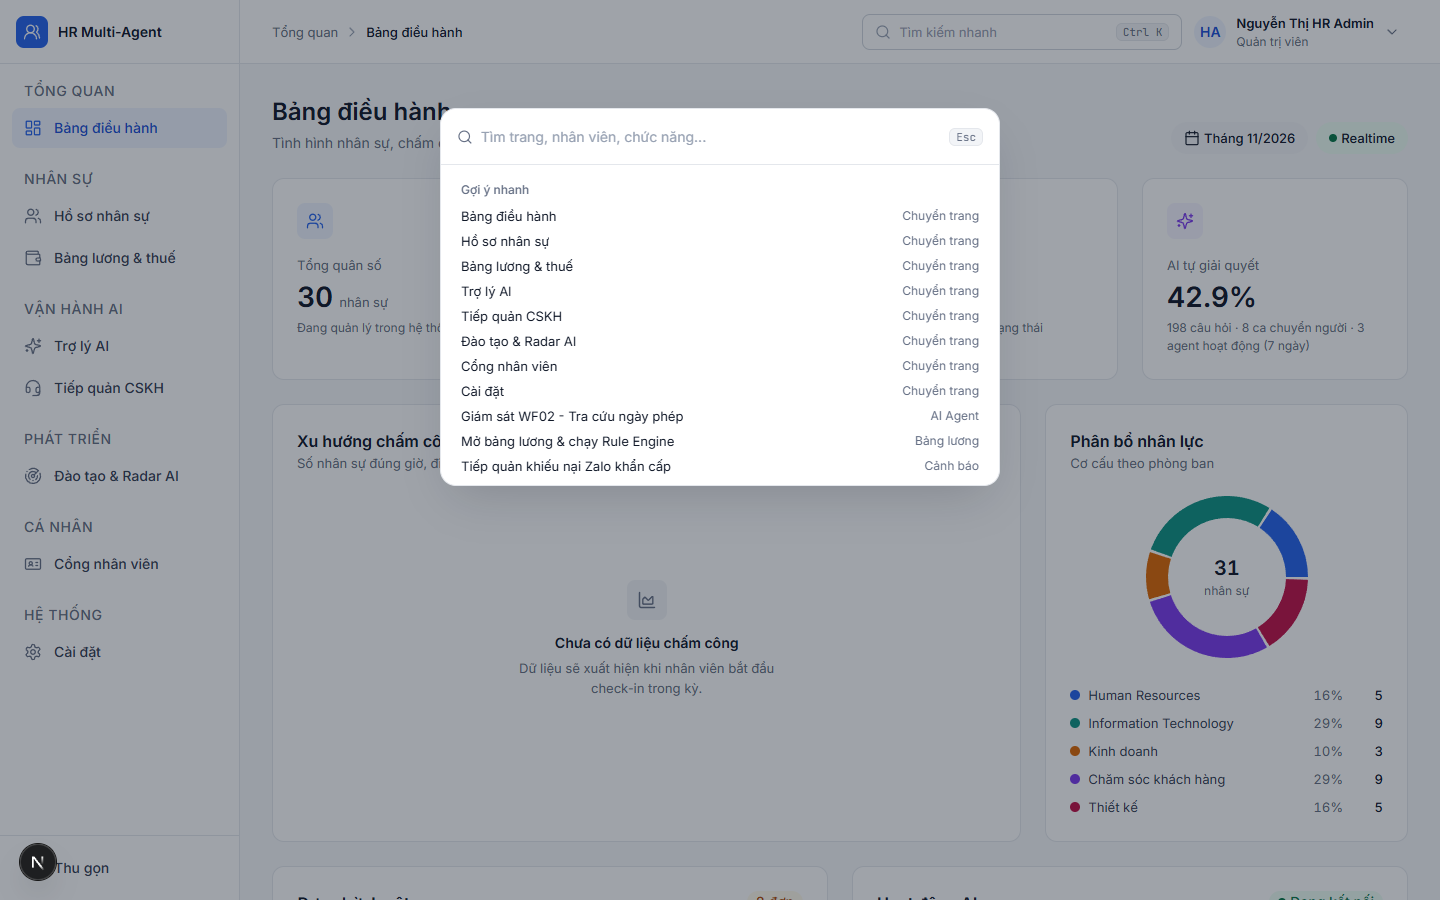 HR Multi-Agent
Tổng quan > Bảng điều hành
Tìm kiếm nhanh
Ctrl K
HA
Nguyễn Thị HR Admin
Quản trị viên
TỔNG QUAN
Bảng điều hành
NHÂN SỰ
Hồ sơ nhân sự
Bảng lương & thuế
VẬN HÀNH AI
Trợ lý AI
Tiếp quản CSKH
PHÁT TRIỂN
Đào tạo & Radar AI
CÁ NHÂN
Cổng nhân viên
HỆ THỐNG
Cài đặt
N
Thu gọn
Bảng điều hành
Tình hình nhân sự, chấm
Tháng 11/2026
Realtime
Tìm trang, nhân viên, chức năng...
Esc
Gợi ý nhanh
Bảng điều hành Chuyển trang
Hồ sơ nhân sự Chuyển trang
Bảng lương & thuế Chuyển trang
Trợ lý AI Chuyển trang
Tiếp quản CSKH Chuyển trang
Đào tạo & Radar AI Chuyển trang
Cổng nhân viên Chuyển trang
Cài đặt Chuyển trang
Giám sát WF02 - Tra cứu ngày phép AI Agent
Mở bảng lương & chạy Rule Engine Bảng lương
Tiếp quản khiếu nại Zalo khẩn cấp Cảnh báo
Tổng quân số
30 nhân sự
Đang quản lý trong hệ
trạng thái
AI tự giải quyết
42.9%
198 câu hỏi · 8 ca chuyển người · 3
agent hoạt động (7 ngày)
Xu hướng chấm
Số nhân sự đúng giờ,
Chưa có dữ liệu chấm công
Dữ liệu sẽ xuất hiện khi nhân viên bắt đầu
check-in trong kỳ.
Phân bổ nhân lực
Cơ cấu theo phòng ban
31
nhân sự
Human Resources 16% 5
Information Technology 29% 9
Kinh doanh 10% 3
Chăm sóc khách hàng 29% 9
Thiết kế 16% 5